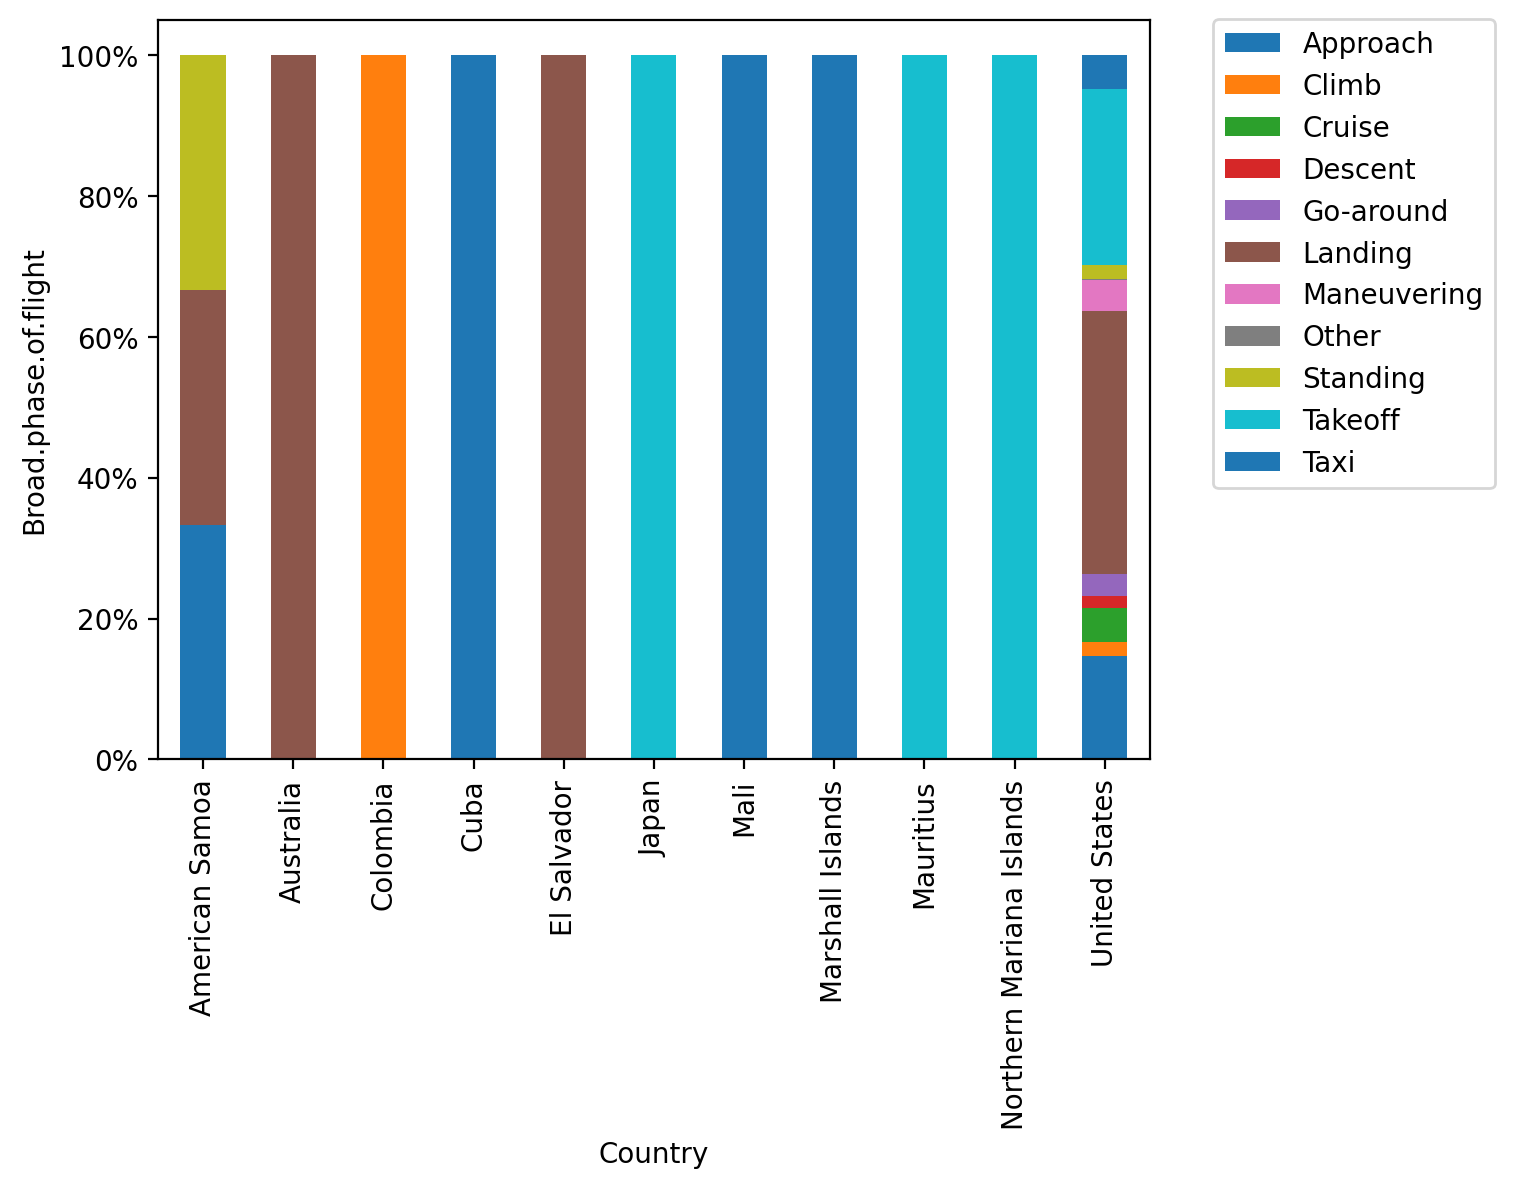 100%
80%
60%
40%
20%
0%
Broad.phase.of.flight
American Samoa
Australia
Colombia
Cuba
El Salvador
Japan
Mali
Marshall Islands
Mauritius
Northern Mariana Islands
United States
Country
Approach
Climb
Cruise
Descent
Go-around
Landing
Maneuvering
Other
Standing
Takeoff
Taxi